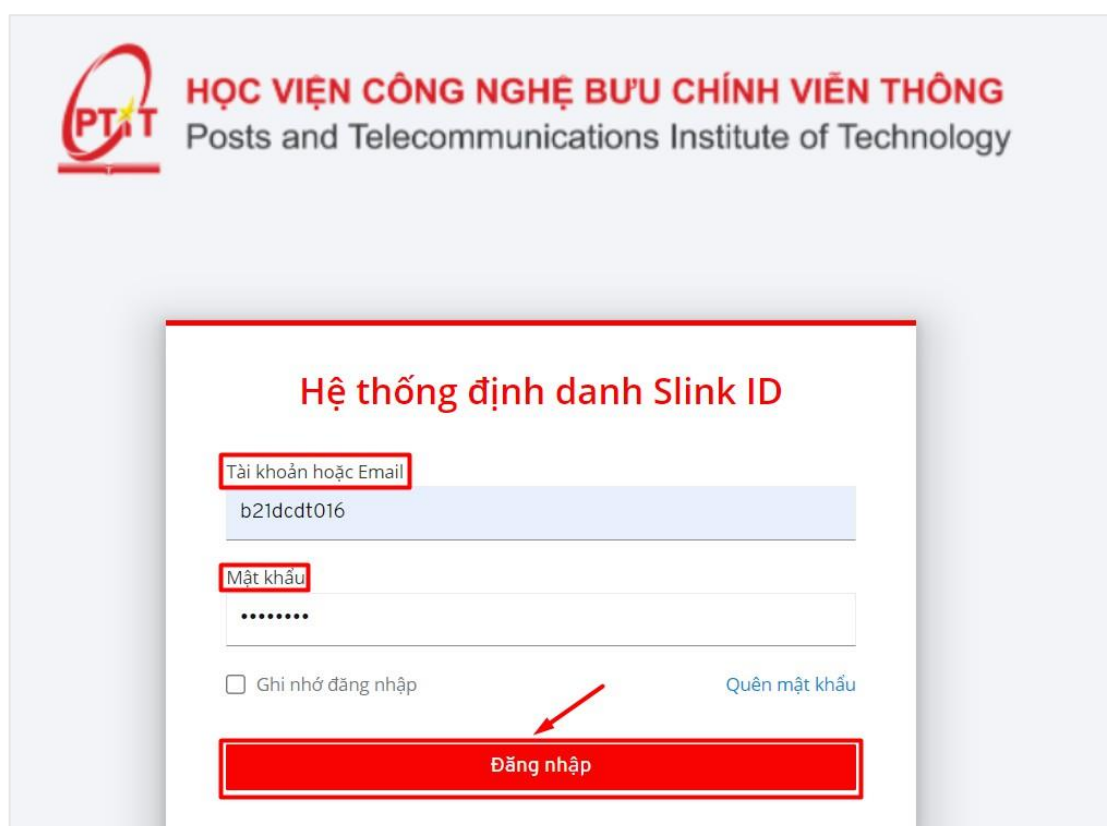 PTIT
HỌC VIỆN CÔNG NGHỆ BƯU CHÍNH VIỄN THÔNG
Posts and Telecommunications Institute of Technology
Hệ thống định danh Slink ID
Tài khoản hoặc Email
b21dcdt016
Mật khẩu
••••••••
Ghi nhớ đăng nhập Quên mật khẩu
Đăng nhập